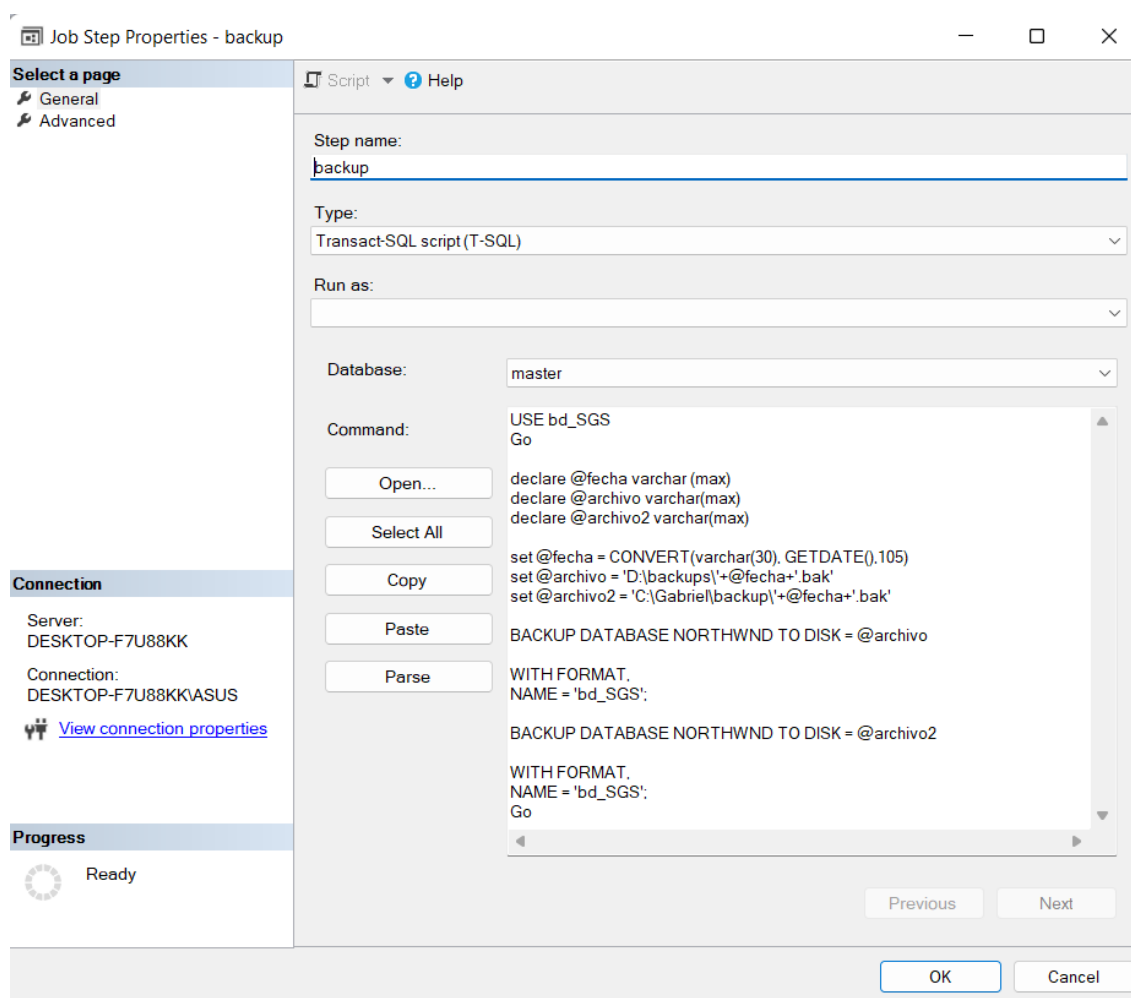 Job Step Properties - backup
Select a page
General
Advanced
Script
Help
Step name:
backup
Type:
Transact-SQL script (T-SQL)
Run as:
Database:
master
Command:
Open...
Select All
Copy
Paste
Parse
USE bd_SGS
Go
declare @fecha varchar (max)
declare @archivo varchar(max)
declare @archivo2 varchar(max)
set @fecha = CONVERT(varchar(30), GETDATE(),105)
set @archivo = 'D:\backups\'+@fecha+'.bak'
set @archivo2 = 'C:\Gabriel\backup\'+@fecha+'.bak'
BACKUP DATABASE NORTHWND TO DISK = @archivo
WITH FORMAT,
NAME = 'bd_SGS';
BACKUP DATABASE NORTHWND TO DISK = @archivo2
WITH FORMAT,
NAME = 'bd_SGS';
Go
Connection
Server:
DESKTOP-F7U88KK
Connection:
DESKTOP-F7U88KK\ASUS
View connection properties
Progress
Ready
Previous
Next
OK
Cancel